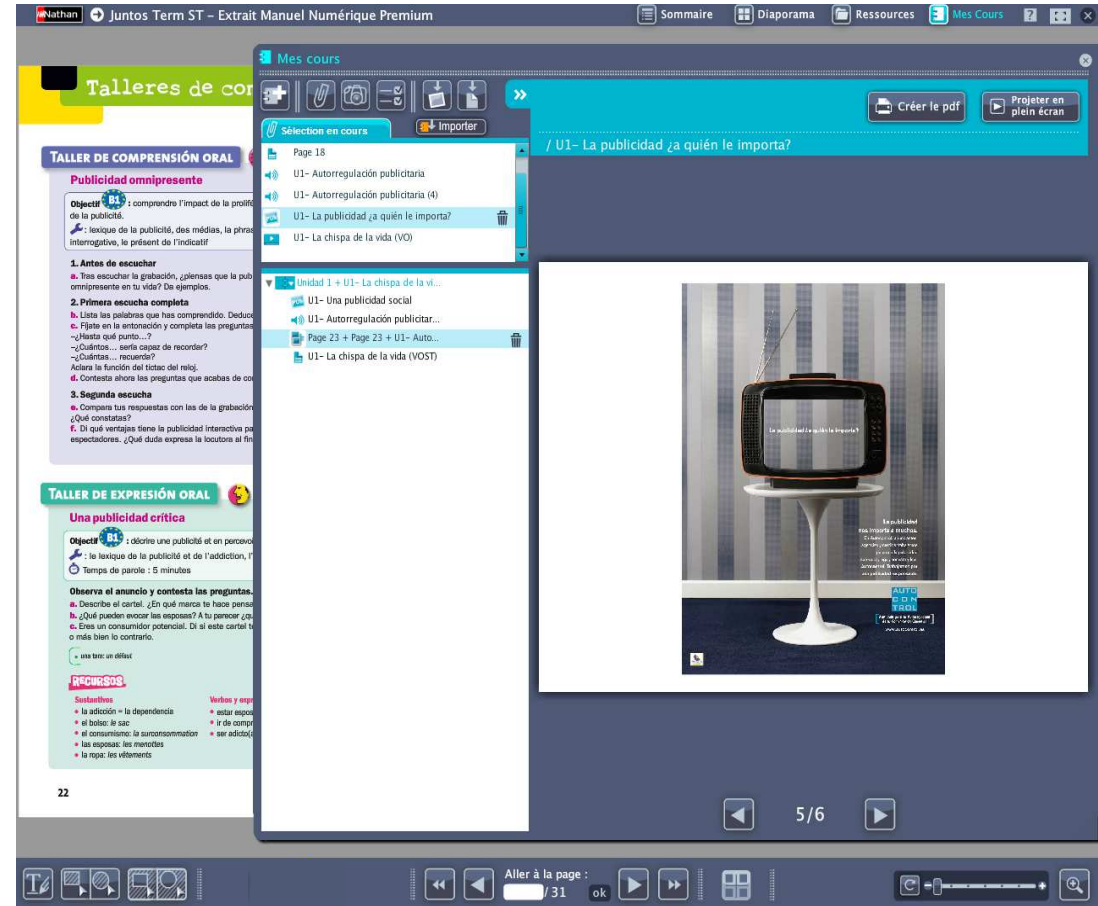 Nathan Juntos Term ST – Extrait Manuel Numérique Premium
Sommaire Diaporama Ressources Mes Cours ?
Mes cours
Sélection en cours
Importer
Page 18
U1- Autorregulación publicitaria
U1- Autorregulación publicitaria (4)
U1- La publicidad ¿a quién le importa?
U1- La chispa de la vida (VO)
Unidad 1 + U1- La chispa de la vi...
U1- Una publicidad social
U1- Autorregulación publicitar...
Page 23 + Page 23 + U1- Auto...
U1- La chispa de la vida (VOST)
»
Créer le pdf
Projeter en
plein écran
/ U1- La publicidad ¿a quién le importa?
La publicidad ¿a quién le importa?
La publicidad
nos importa a muchos.
AUTO
CON
TROL
5/6
Talleres de con
TALLER DE COMPRENSIÓN ORAL
Publicidad omnipresente
Objectif B1 : comprendre l'impact de la prolifé
de la publicité.
: lexique de la publicité, des médias, la phras
interrogative, le présent de l'indicatif
1. Antes de escuchar
a. Tras escuchar la grabación, ¿piensas que la pub
omnipresente en tu vida? Da ejemplos.
2. Primera escucha completa
b. Lista las palabras que has comprendido. Deduce
c. Fíjate en la entonación y completa las preguntas
–¿Hasta qué punto...?
–¿Cuántos... sería capaz de recordar?
–¿Cuántas... recuerda?
Aclara la función del tictac del reloj.
d. Contesta ahora las preguntas que acabas de co
3. Segunda escucha
e. Compara tus respuestas con las de la grabación
¿Qué constatas?
f. Di qué ventajas tiene la publicidad interactiva pa
espectadores. ¿Qué duda expresa la locutora al fin
TALLER DE EXPRESIÓN ORAL
Una publicidad crítica
Objectif B1 : décrire une publicité et en percevoi
: le lexique de la publicité et de l'addiction, l'
Temps de parole : 5 minutes
Observa el anuncio y contesta las preguntas.
a. Describe el cartel. ¿En qué marca te hace pensa
b. ¿Qué pueden evocar las esposas? A tu parecer ¿qu
c. Eres un consumidor potencial. Di si este cartel t
o más bien lo contrario.
• una tara: un défaut
RECURSOS
Sustantivos
• la adicción = la dependencia
• el bolso: le sac
• el consumismo: la surconsommation
• las esposas: les menottes
• la ropa: les vêtements
Verbos y expr
• estar espos
• ir de compr
• ser adicto(a
22
Aller à la page :
/ 31 ok